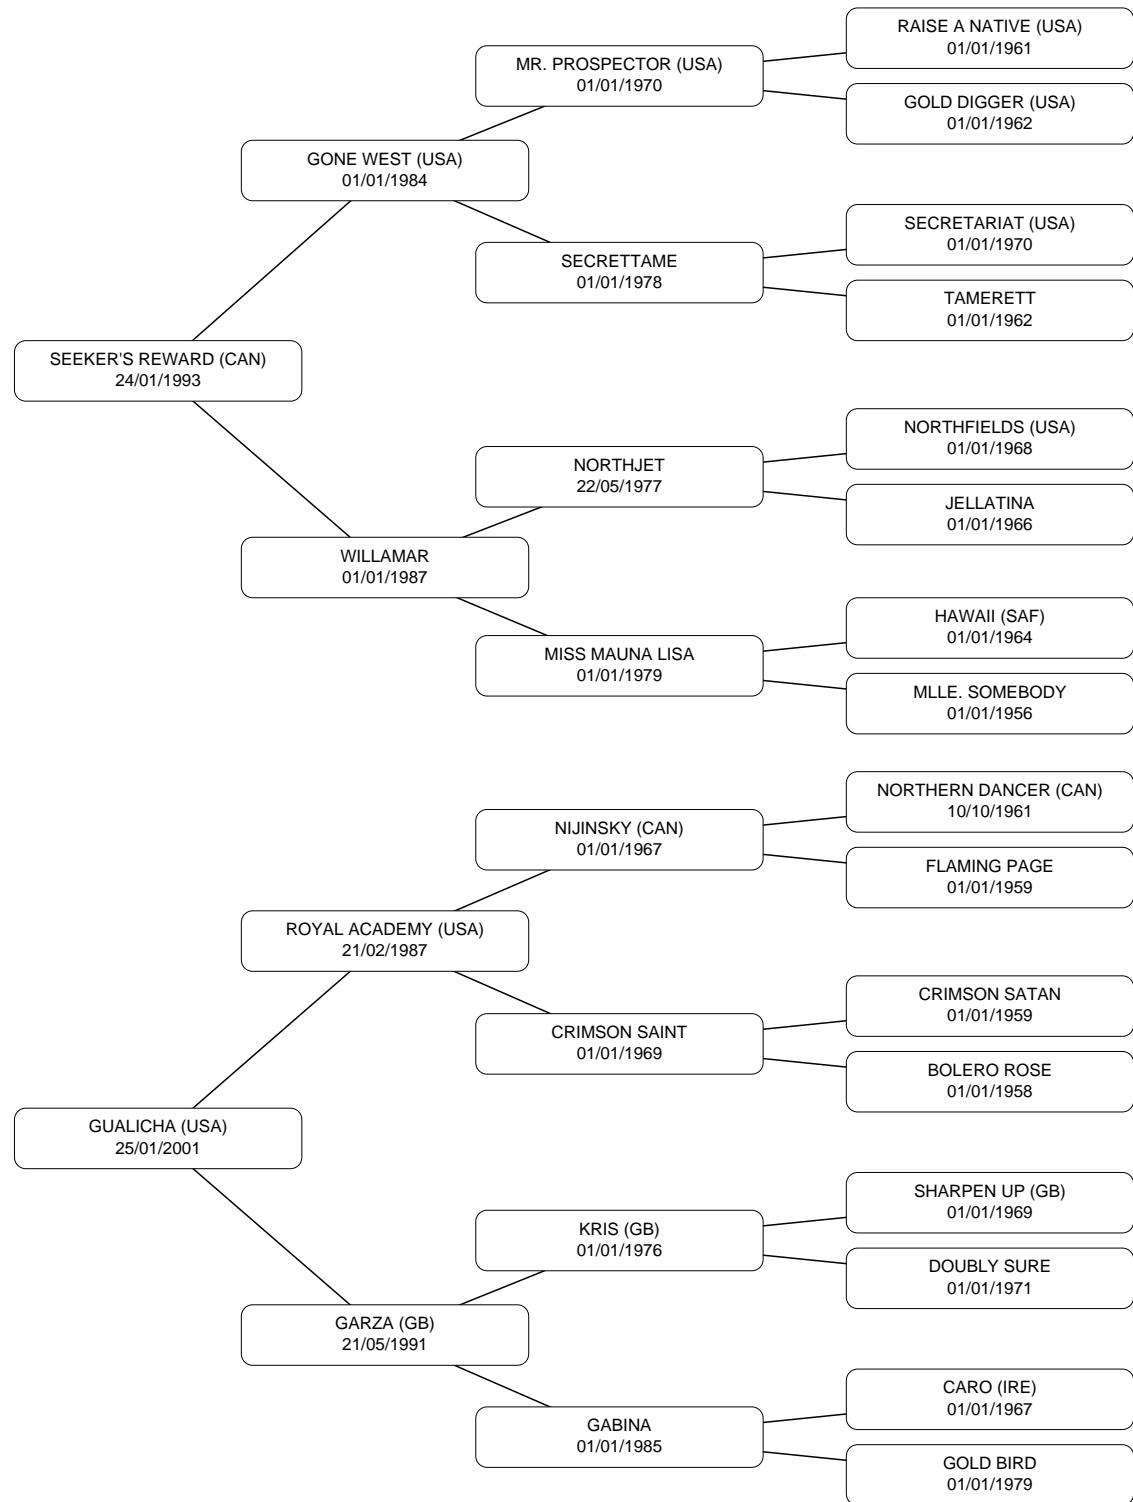 RAISE A NATIVE (USA)
01/01/1961
MR. PROSPECTOR (USA)
01/01/1970
GOLD DIGGER (USA)
01/01/1962
GONE WEST (USA)
01/01/1984
SECRETARIAT (USA)
01/01/1970
SECRETTAME
01/01/1978
TAMERETT
01/01/1962
SEEKER'S REWARD (CAN)
24/01/1993
NORTHFIELDS (USA)
01/01/1968
NORTHJET
22/05/1977
JELLATINA
01/01/1966
WILLAMAR
01/01/1987
HAWAII (SAF)
01/01/1964
MISS MAUNA LISA
01/01/1979
MLLE. SOMEBODY
01/01/1956
NORTHERN DANCER (CAN)
10/10/1961
NIJINSKY (CAN)
01/01/1967
FLAMING PAGE
01/01/1959
ROYAL ACADEMY (USA)
21/02/1987
CRIMSON SATAN
01/01/1959
CRIMSON SAINT
01/01/1969
BOLERO ROSE
01/01/1958
GUALICHA (USA)
25/01/2001
SHARPEN UP (GB)
01/01/1969
KRIS (GB)
01/01/1976
DOUBLY SURE
01/01/1971
GARZA (GB)
21/05/1991
CARO (IRE)
01/01/1967
GABINA
01/01/1985
GOLD BIRD
01/01/1979